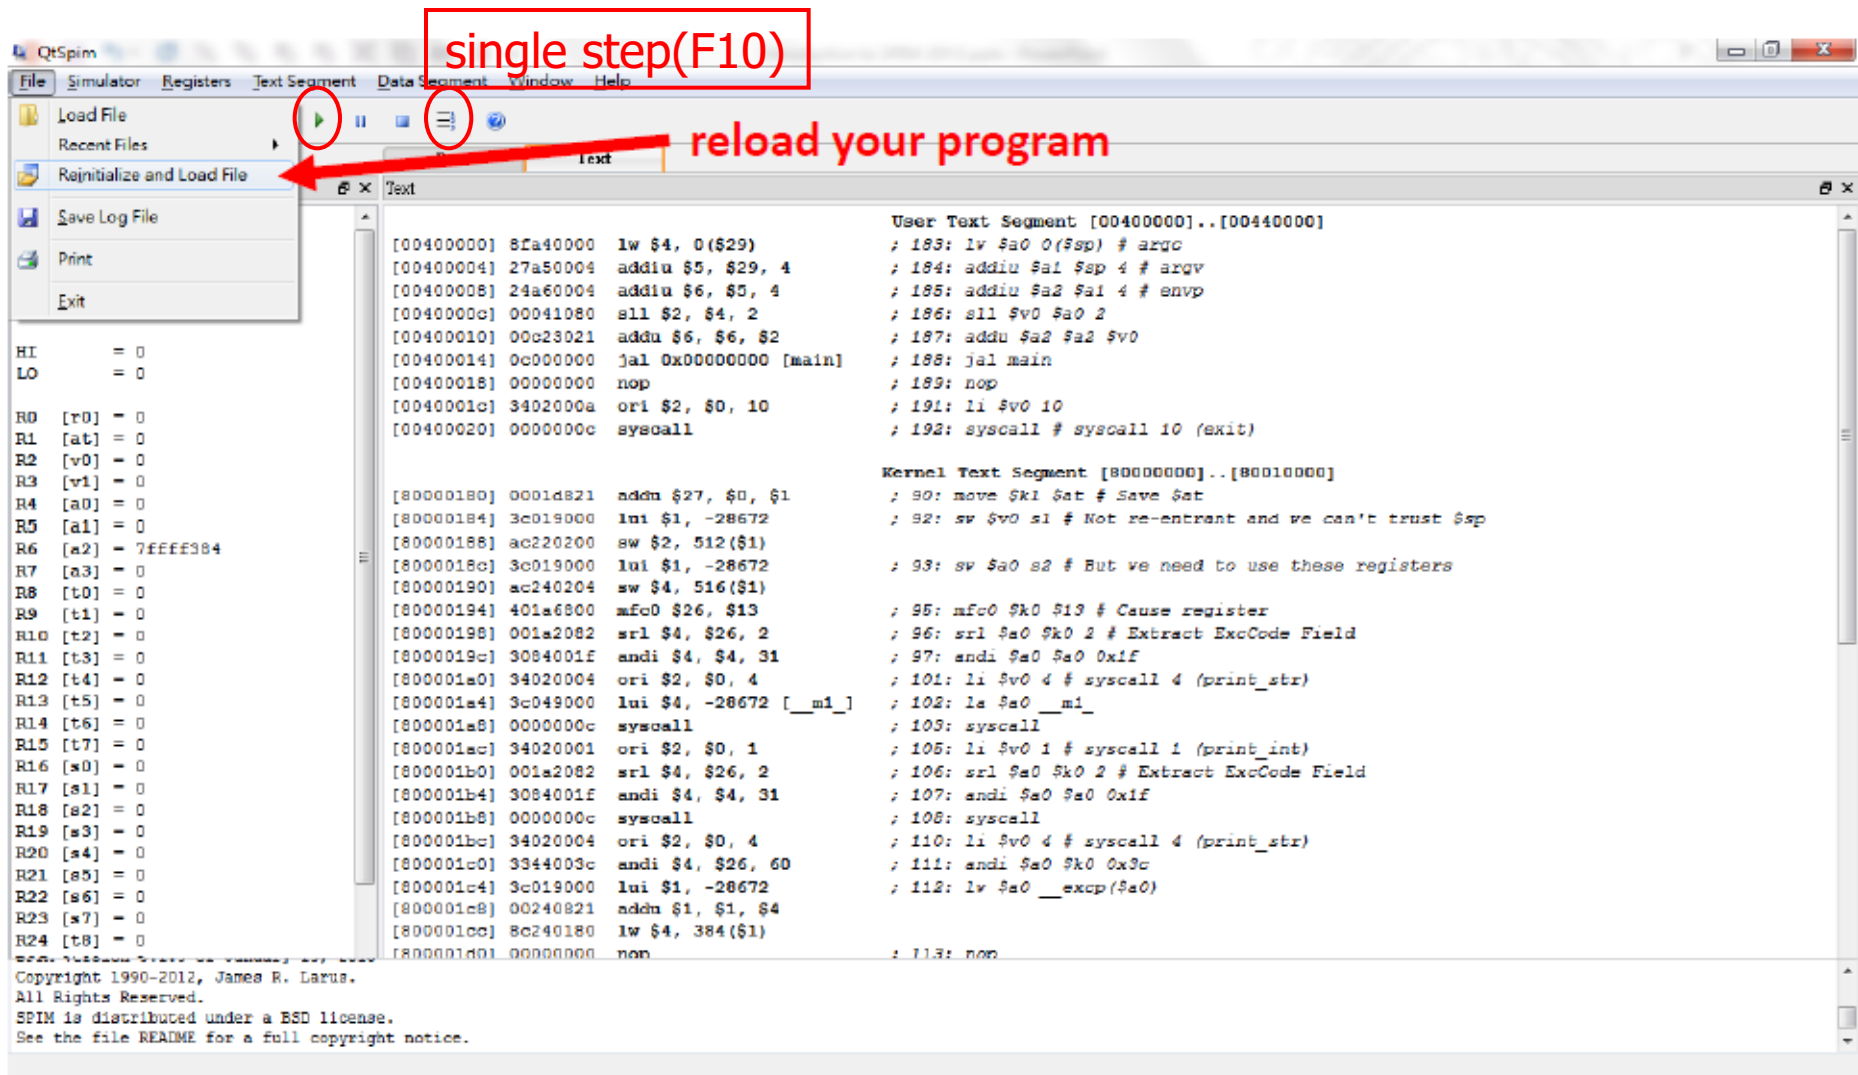 single step(F10)
QtSpim
File Simulator Registers Text Segment Data Segment Window Help
Load File
Recent Files
reload your program
Text
Reinitialize and Load File
Text
Save Log File
Print
Exit
User Text Segment [00400000]..[00440000]
[00400000] 8fa40000 lw $4, 0($29) ; 183: lw $a0 0($sp) # argc
[00400004] 27a50004 addiu $5, $29, 4 ; 184: addiu $a1 $sp 4 # argv
[00400008] 24a60004 addiu $6, $5, 4 ; 185: addiu $a2 $a1 4 # envp
[0040000c] 00041080 sll $2, $4, 2 ; 186: sll $v0 $a0 2
[00400010] 00c23021 addu $6, $6, $2 ; 187: addu $a2 $a2 $v0
[00400014] 0c000000 jal 0x00000000 [main] ; 188: jal main
[00400018] 00000000 nop ; 189: nop
[0040001c] 3402000a ori $2, $0, 10 ; 191: li $v0 10
[00400020] 0000000c syscall ; 192: syscall # syscall 10 (exit)
Kernel Text Segment [80000000]..[80010000]
[80000180] 0001d821 addu $27, $0, $1 ; 90: move $k1 $at # Save $at
[80000184] 3c019000 lui $1, -28672 ; 92: sw $v0 s1 # Not re-entrant and we can't trust $sp
[80000188] ac220200 sw $2, 512($1)
[8000018c] 3c019000 lui $1, -28672 ; 93: sw $a0 s2 # But we need to use these registers
[80000190] ac240204 sw $4, 516($1)
[80000194] 401a6800 mfc0 $26, $13 ; 95: mfc0 $k0 $13 # Cause register
[80000198] 001a2082 srl $4, $26, 2 ; 96: srl $a0 $k0 2 # Extract ExcCode Field
[8000019c] 3084001f andi $4, $4, 31 ; 97: andi $a0 $a0 0x1f
[800001a0] 34020004 ori $2, $0, 4 ; 101: li $v0 4 # syscall 4 (print_str)
[800001a4] 3c049000 lui $4, -28672 [__m1_] ; 102: la $a0 __m1_
[800001a8] 0000000c syscall ; 103: syscall
[800001ac] 34020001 ori $2, $0, 1 ; 105: li $v0 1 # syscall 1 (print_int)
[800001b0] 001a2082 srl $4, $26, 2 ; 106: srl $a0 $k0 2 # Extract ExcCode Field
[800001b4] 3084001f andi $4, $4, 31 ; 107: andi $a0 $a0 0x1f
[800001b8] 0000000c syscall ; 108: syscall
[800001bc] 34020004 ori $2, $0, 4 ; 110: li $v0 4 # syscall 4 (print_str)
[800001c0] 3344003c andi $4, $26, 60 ; 111: andi $a0 $k0 0x3c
[800001c4] 3c019000 lui $1, -28672 ; 112: lw $a0 __excp($a0)
[800001c8] 00240821 addu $1, $1, $4
[800001cc] 8c240180 lw $4, 384($1)
[800001d0] 00000000 nop ; 113: nop
HI = 0
LO = 0
R0 [r0] = 0
R1 [at] = 0
R2 [v0] = 0
R3 [v1] = 0
R4 [a0] = 0
R5 [a1] = 0
R6 [a2] = 7ffff384
R7 [a3] = 0
R8 [t0] = 0
R9 [t1] = 0
R10 [t2] = 0
R11 [t3] = 0
R12 [t4] = 0
R13 [t5] = 0
R14 [t6] = 0
R15 [t7] = 0
R16 [s0] = 0
R17 [s1] = 0
R18 [s2] = 0
R19 [s3] = 0
R20 [s4] = 0
R21 [s5] = 0
R22 [s6] = 0
R23 [s7] = 0
R24 [t8] = 0
Copyright 1990-2012, James R. Larus.
All Rights Reserved.
SPIM is distributed under a BSD license.
See the file README for a full copyright notice.